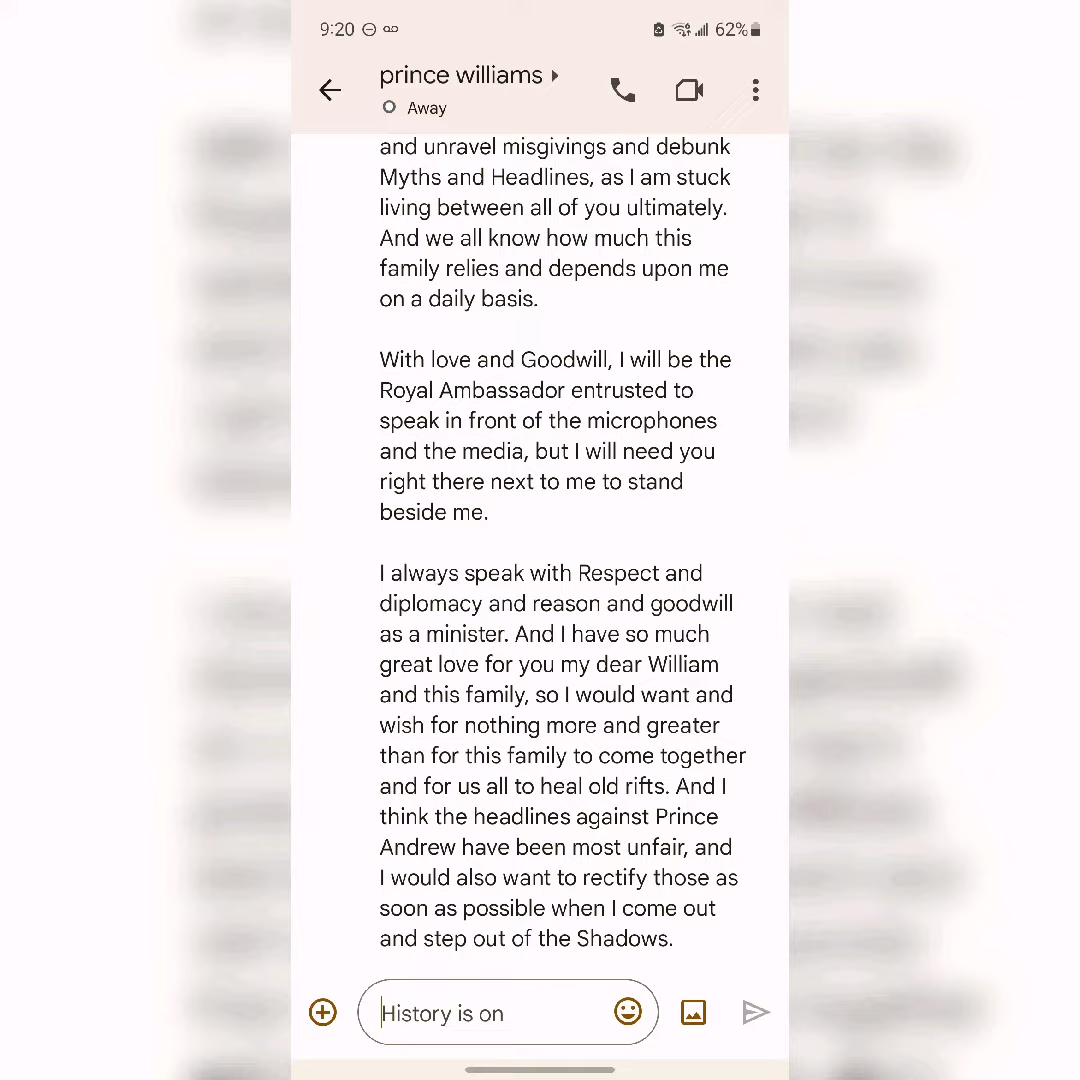 9:20 62%
prince williams
Away
and unravel misgivings and debunk
Myths and Headlines, as I am stuck
living between all of you ultimately.
And we all know how much this
family relies and depends upon me
on a daily basis.
With love and Goodwill, I will be the
Royal Ambassador entrusted to
speak in front of the microphones
and the media, but I will need you
right there next to me to stand
beside me.
I always speak with Respect and
diplomacy and reason and goodwill
as a minister. And I have so much
great love for you my dear William
and this family, so I would want and
wish for nothing more and greater
than for this family to come together
and for us all to heal old rifts. And I
think the headlines against Prince
Andrew have been most unfair, and
I would also want to rectify those as
soon as possible when I come out
and step out of the Shadows.
History is on